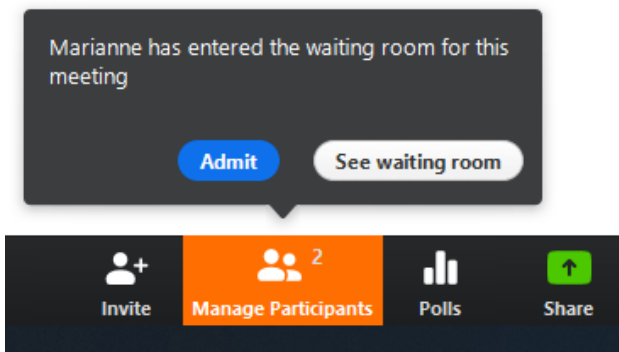 Marianne has entered the waiting room for this
meeting
Admit
See waiting room
2
Invite
Manage Participants
Polls
Share